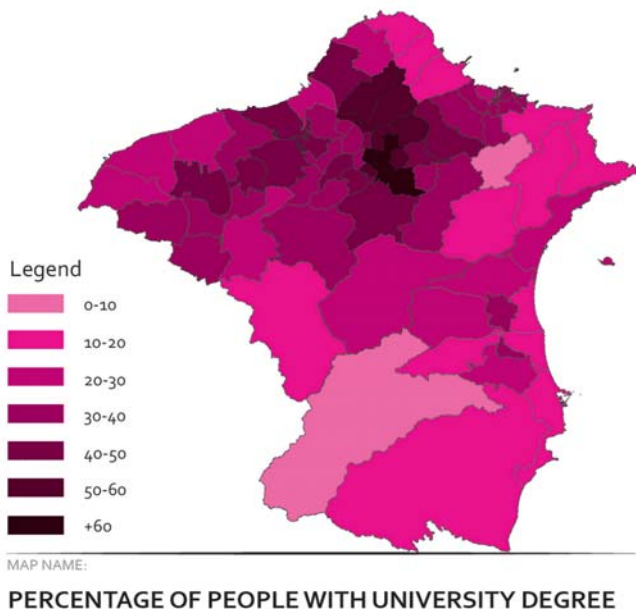 Legend
0-10
10-20
20-30
30-40
40-50
50-60
+60
MAP NAME:
PERCENTAGE OF PEOPLE WITH UNIVERSITY DEGREE